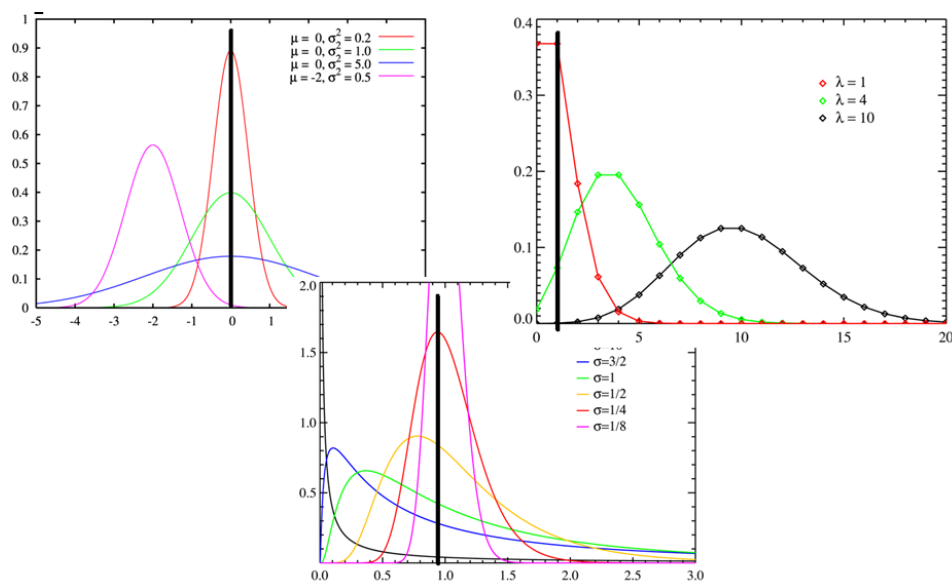 1
0.9
0.8
0.7
0.6
0.5
0.4
0.3
0.2
0.1
0
-5 -4 -3 -2 -1 0 1
μ = 0, σ² = 0.2
μ = 0, σ² = 1.0
μ = 0, σ² = 5.0
μ = -2, σ² = 0.5
0.4
0.3
0.2
0.1
0.0
0 5 10 15 20
λ = 1
λ = 4
λ = 10
2.0
1.5
1.0
0.5
0.0 0.5 1.0 1.5 2.0 2.5 3.0
σ=3/2
σ=1
σ=1/2
σ=1/4
σ=1/8